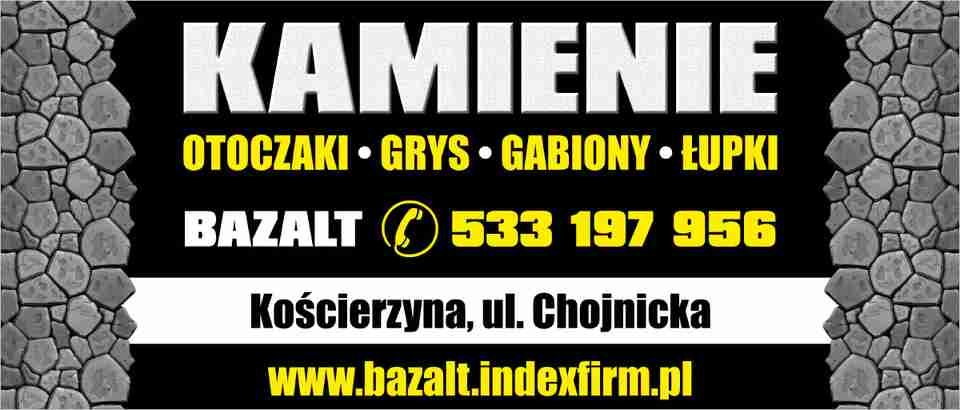 KAMIENIE
OTOCZAKI • GRYS • GABIONY • ŁUPKI
BAZALT 533 197 956
Kościerzyna, ul. Chojnicka
www.bazalt.indexfirm.pl